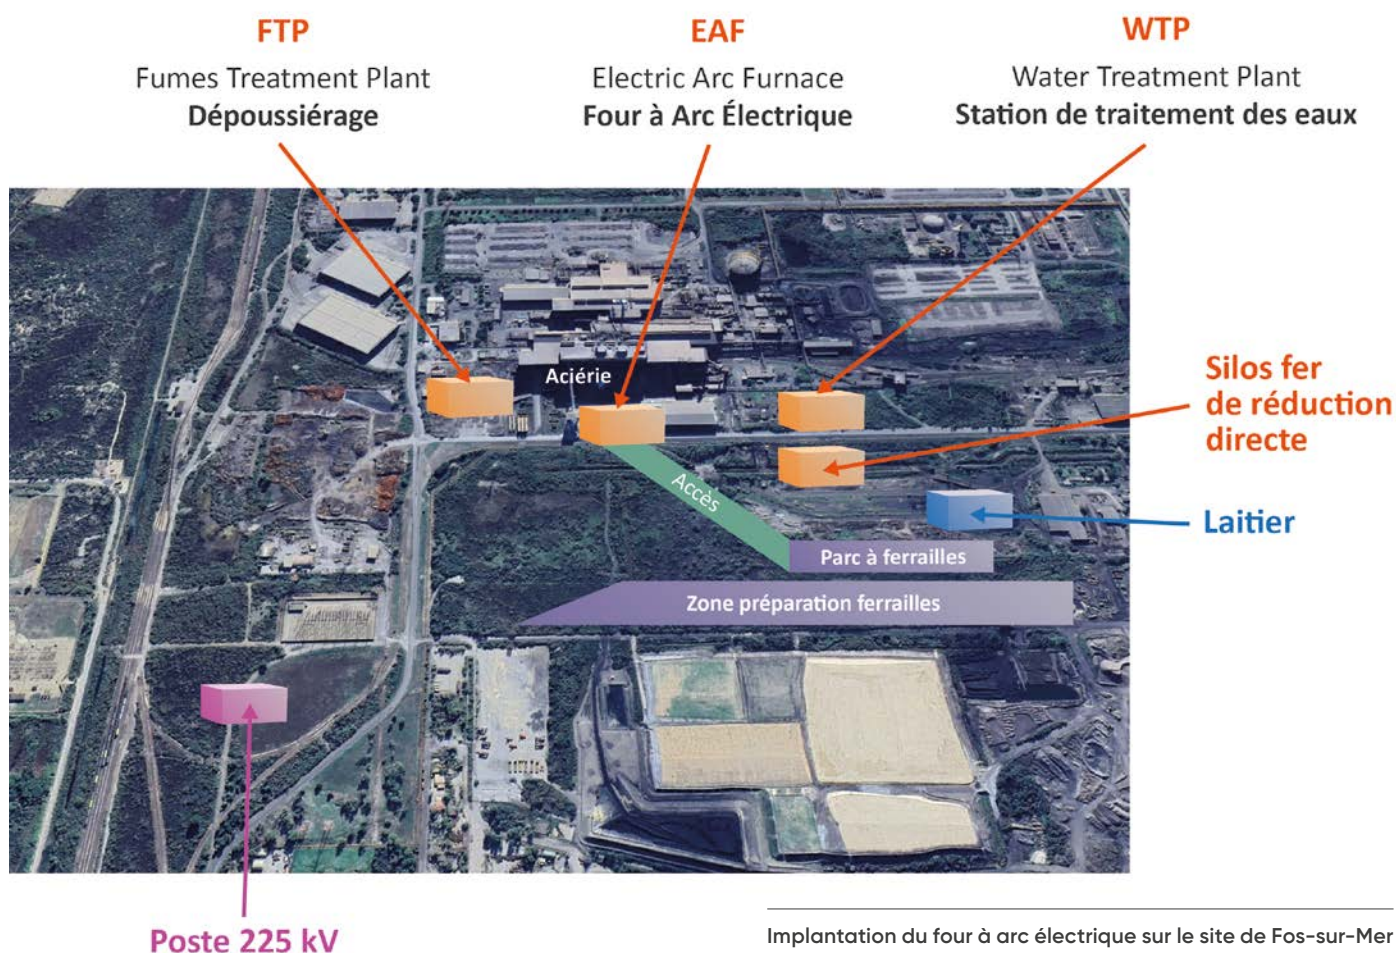 FTP
Fumes Treatment Plant
Dépoussiérage
EAF
Electric Arc Furnace
Four à Arc Électrique
WTP
Water Treatment Plant
Station de traitement des eaux
Aciérie
Silos fer
de réduction
directe
Accès
Laitier
Parc à ferrailles
Zone préparation ferrailles
Poste 225 kV
Implantation du four à arc électrique sur le site de Fos-sur-Mer